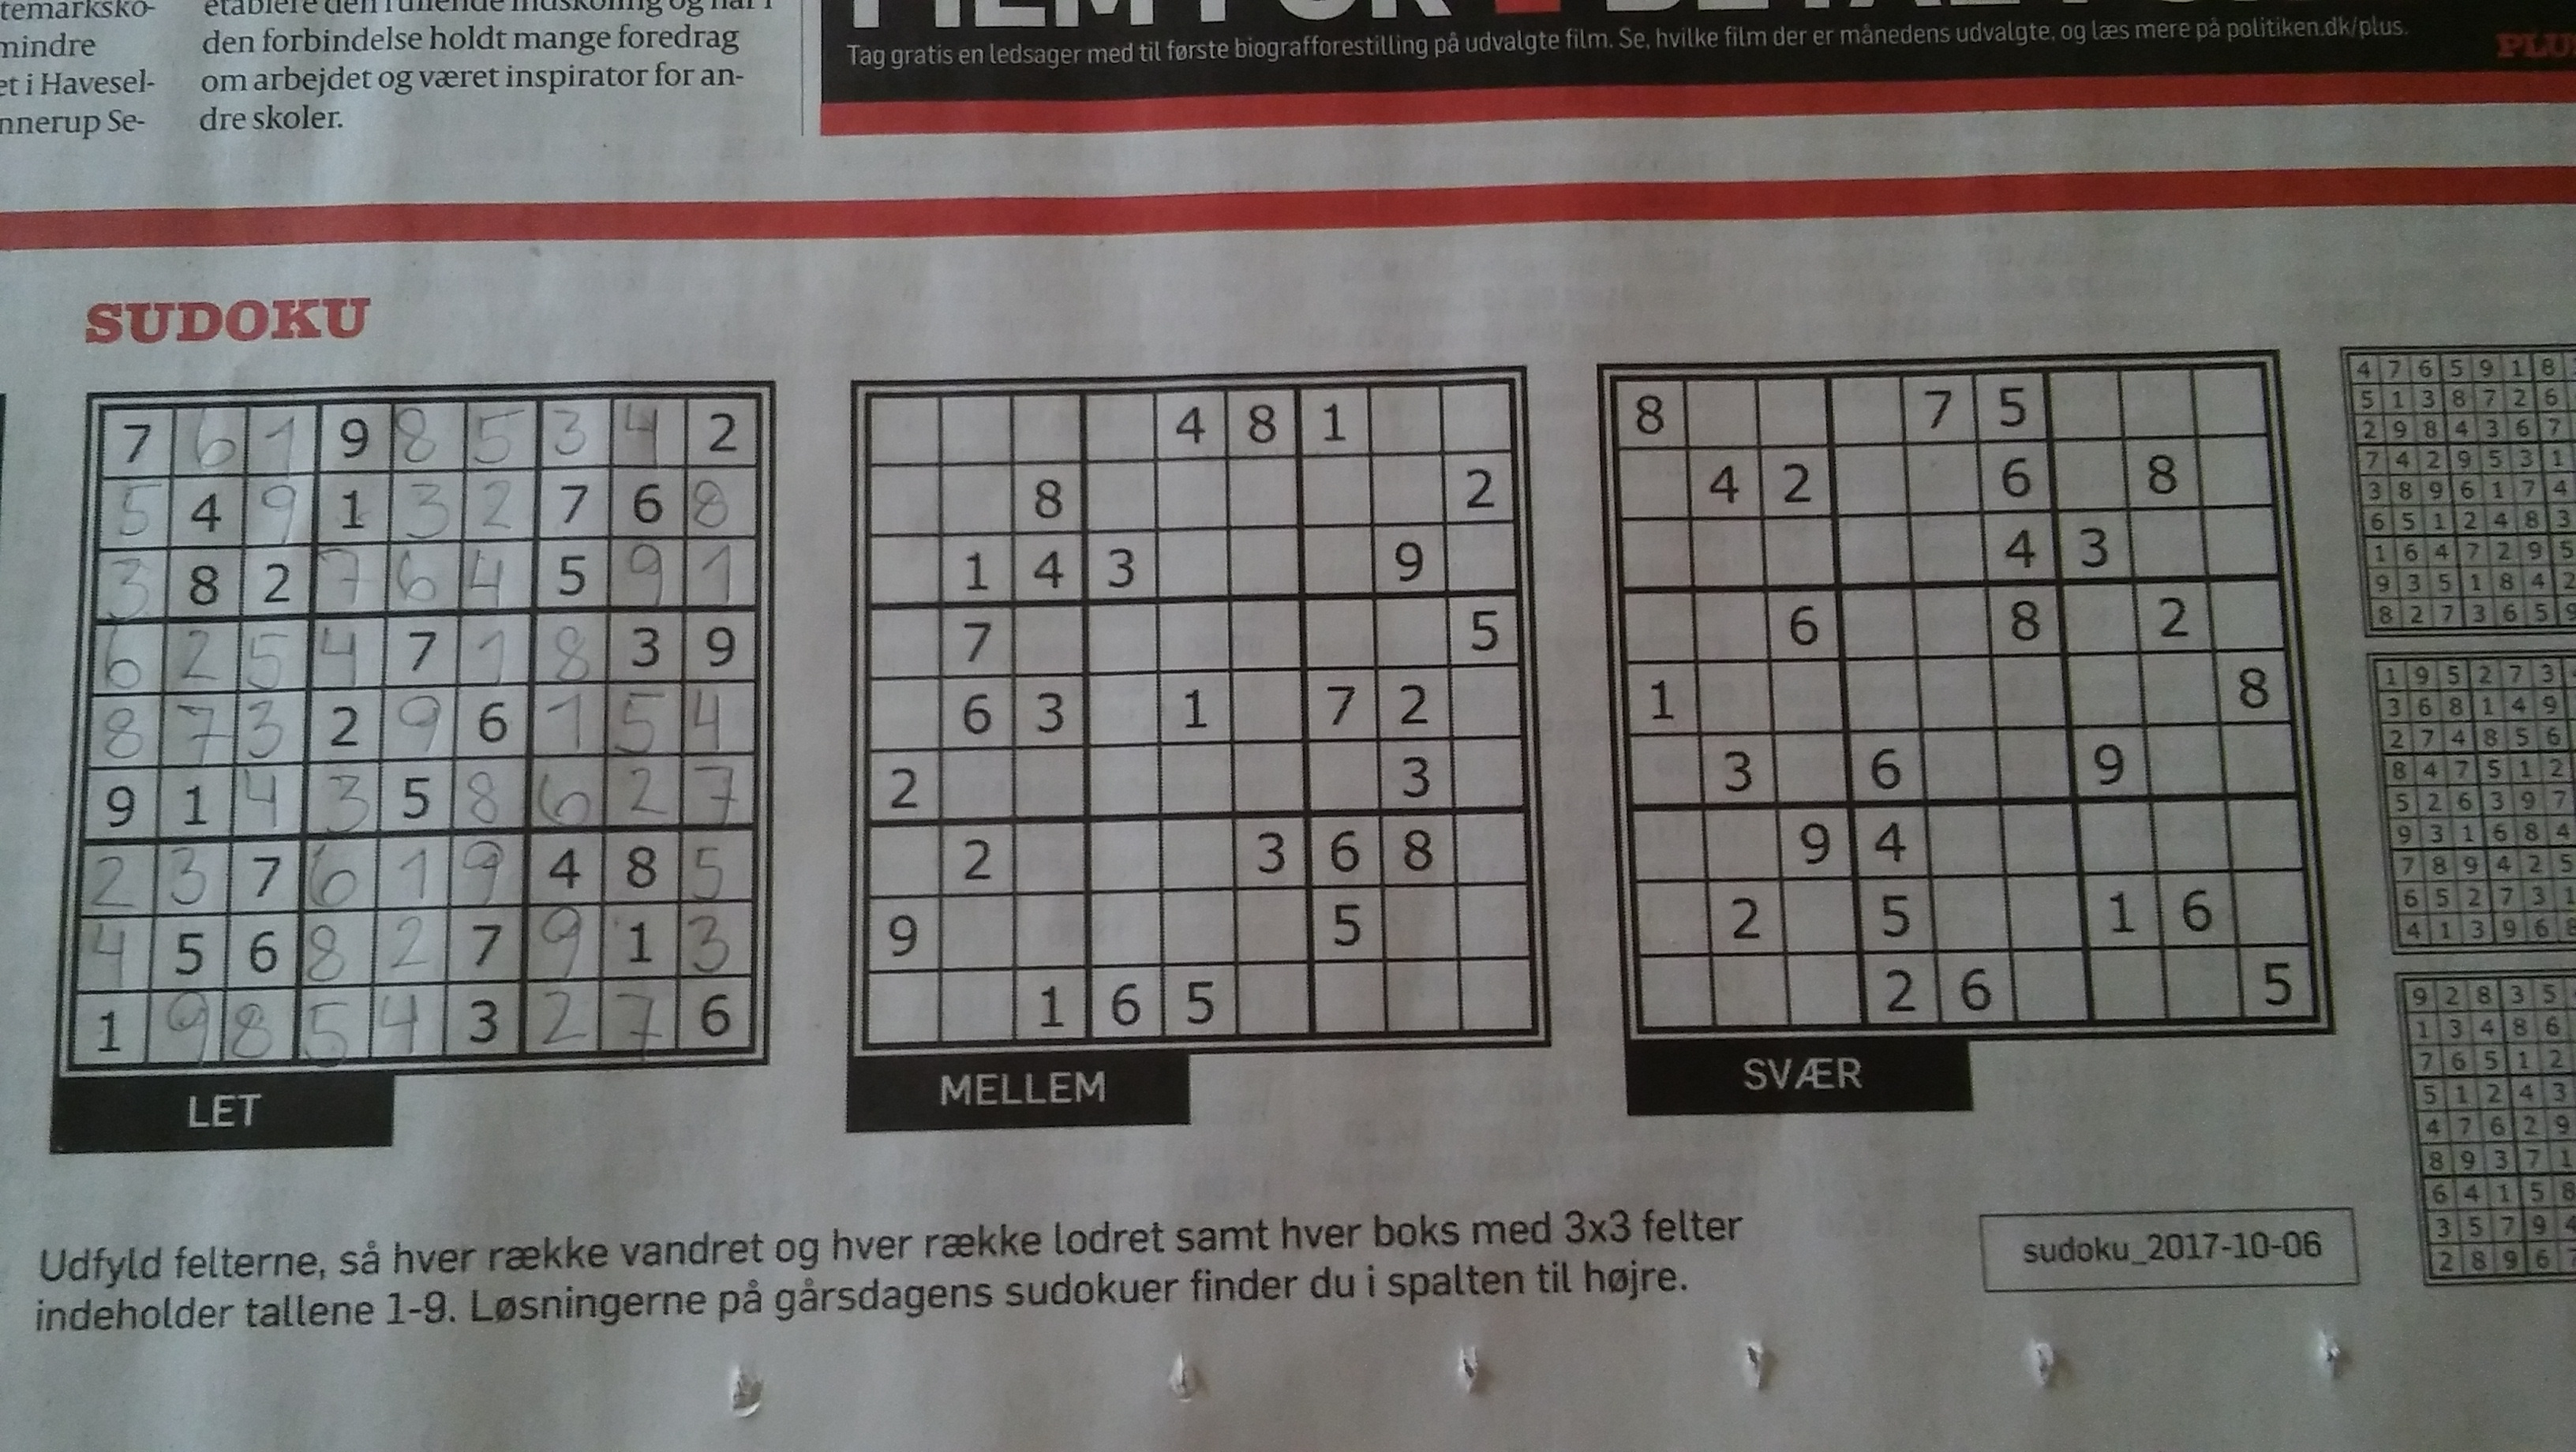 mindre
et i Havesel-
nnerup Se-
den forbindelse holdt mange foredrag
om arbejdet og været inspirator for an-
dre skoler.
Tag gratis en ledsager med til første biografforestilling på udvalgte film. Se, hvilke film der er månedens udvalgte, og læs mere på politiken.dk/plus.
SUDOKU
7 6 1 9 8 5 3 4 2
5 4 9 1 3 2 7 6 8
3 8 2 7 6 4 5 9 1
6 2 5 4 7 1 8 3 9
8 7 3 2 9 6 1 5 4
9 1 4 3 5 8 6 2 7
2 3 7 6 1 9 4 8 5
4 5 6 8 2 7 9 1 3
1 9 8 5 4 3 2 7 6
LET
4 8 1
8 2
1 4 3 9
7 5
6 3 1 7 2
2 3
2 3 6 8
9 5
1 6 5
MELLEM
8 7 5
4 2 6 8
4 3
6 8 2
1 8
3 6 9
9 4
2 5 1 6
2 6 5
SVÆR
4 7 6 5 9 1 8
5 1 3 8 7 2 6
2 9 8 4 3 6 7
7 4 2 9 5 3 1
3 8 9 6 1 7 4
6 5 1 2 4 8 3
1 6 4 7 2 9 5
9 3 5 1 8 4 2
8 2 7 3 6 5 9
1 9 5 2 7 3
3 6 8 1 4 9
2 7 4 8 5 6
8 4 7 5 1 2
5 2 6 3 9 7
9 3 1 6 8 4
7 8 9 4 2 5
6 5 2 7 3 1
4 1 3 9 6 8
9 2 8 3 5
1 3 4 8 6
7 6 5 1 2
5 1 2 4 3
4 7 6 2 9
8 9 3 7 1
6 4 1 5 8
3 5 7 9 4
2 8 9 6 7
Udfyld felterne, så hver række vandret og hver række lodret samt hver boks med 3x3 felter
indeholder tallene 1-9. Løsningerne på gårsdagens sudokuer finder du i spalten til højre.
sudoku_2017-10-06